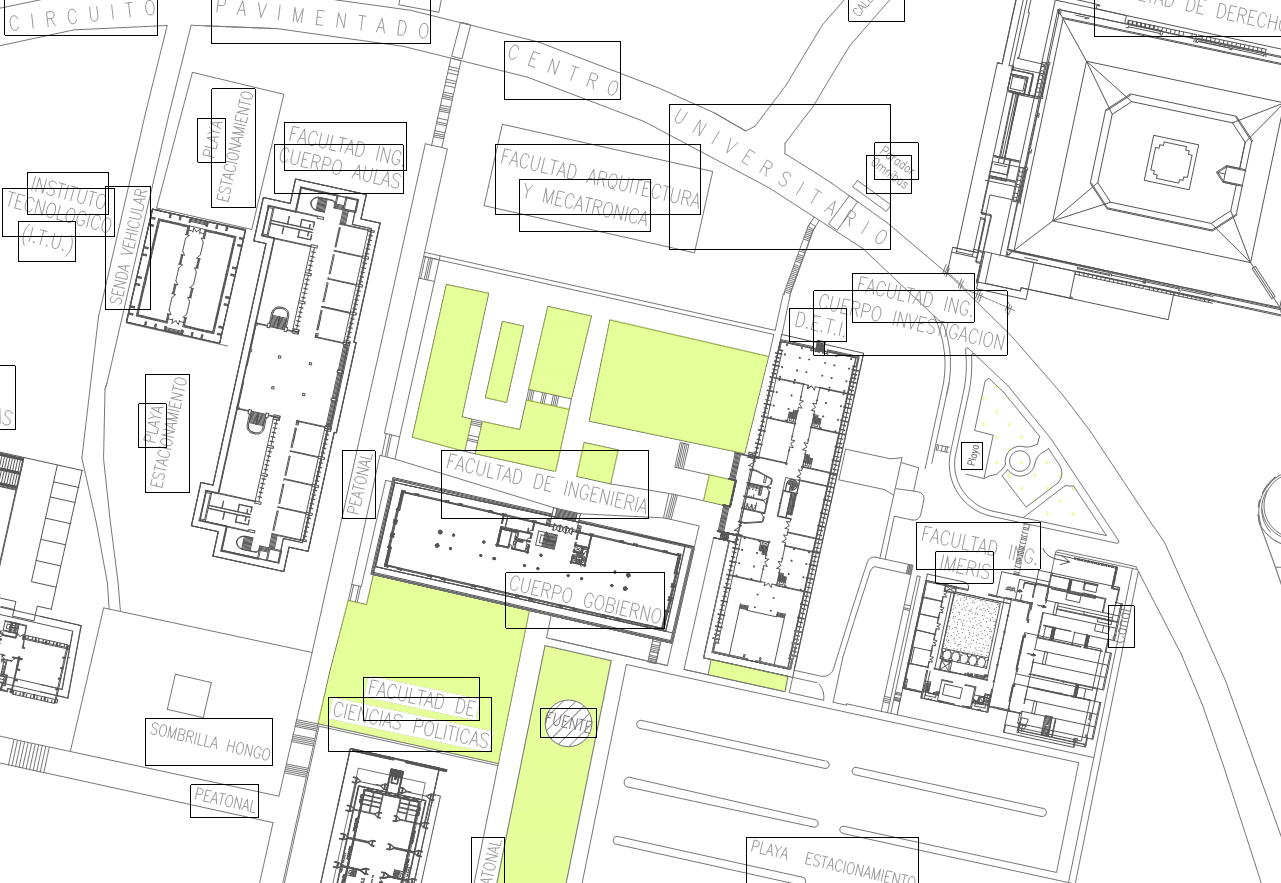 CIRCUITO
PAVIMENTADO
CENTRO
UNIVERSITARIO
DE DERECHO
PLAYA
ESTACIONAMIENTO
FACULTAD ING.
CUERPO AULAS
FACULTAD ARQUITECTURA
Y MECATRONICA
Parador
Omnibus
INSTITUTO
TECNOLOGICO
(I.T.U.)
SENDA VEHICULAR
FACULTAD ING.
CUERPO INVESTIGACION
D.E.T.I.
PLAYA
ESTACIONAMIENTO
PEATONAL
FACULTAD DE INGENIERIA
Playa
FACULTAD ING.
IMERIS
CUERPO GOBIERNO
FACULTAD DE
CIENCIAS POLITICAS
FUENTE
SOMBRILLA HONGO
PEATONAL
PLAYA ESTACIONAMIENTO